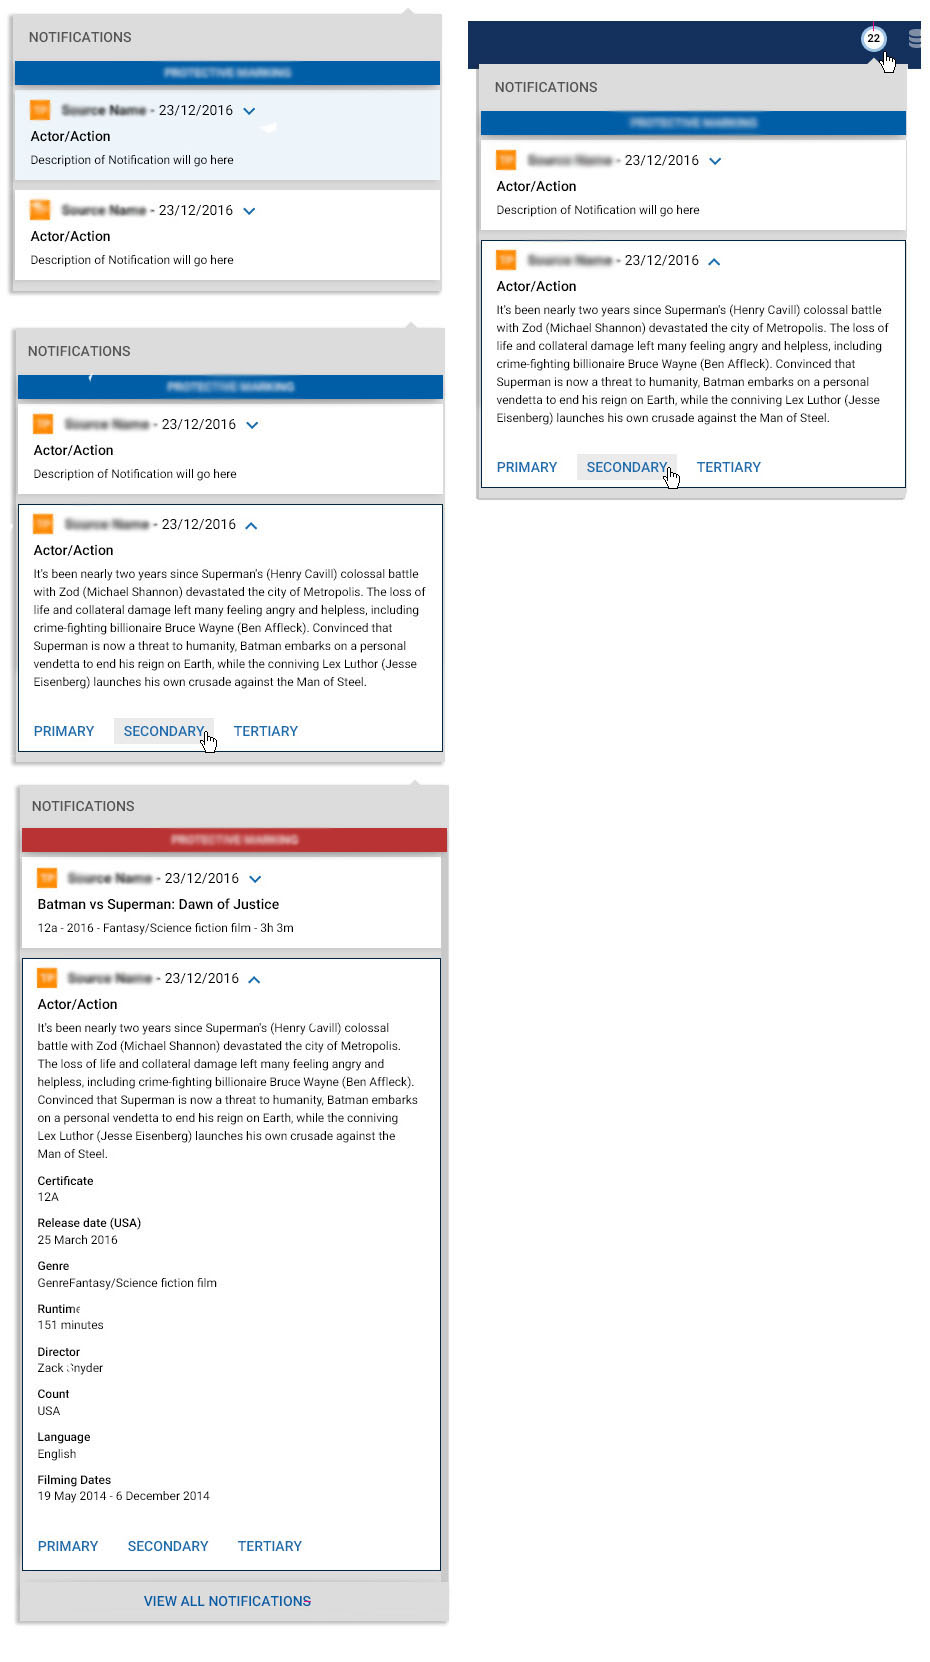 NOTIFICATIONS
PROTECTIVE MARKING
TP Source Name - 23/12/2016
Actor/Action
Description of Notification will go here
Source Name - 23/12/2016
Actor/Action
Description of Notification will go here
22
NOTIFICATIONS
PROTECTIVE MARKING
TP Source Name - 23/12/2016
Actor/Action
Description of Notification will go here
TP Source Name - 23/12/2016
Actor/Action
It's been nearly two years since Superman's (Henry Cavill) colossal battle
with Zod (Michael Shannon) devastated the city of Metropolis. The loss of
life and collateral damage left many feeling angry and helpless, including
crime-fighting billionaire Bruce Wayne (Ben Affleck). Convinced that
Superman is now a threat to humanity, Batman embarks on a personal
vendetta to end his reign on Earth, while the conniving Lex Luthor (Jesse
Eisenberg) launches his own crusade against the Man of Steel.
PRIMARY SECONDARY TERTIARY
NOTIFICATIONS
PROTECTIVE MARKING
TP Source Name - 23/12/2016
Actor/Action
Description of Notification will go here
TP Source Name - 23/12/2016
Actor/Action
It's been nearly two years since Superman's (Henry Cavill) colossal battle
with Zod (Michael Shannon) devastated the city of Metropolis. The loss of
life and collateral damage left many feeling angry and helpless, including
crime-fighting billionaire Bruce Wayne (Ben Affleck). Convinced that
Superman is now a threat to humanity, Batman embarks on a personal
vendetta to end his reign on Earth, while the conniving Lex Luthor (Jesse
Eisenberg) launches his own crusade against the Man of Steel.
PRIMARY SECONDARY TERTIARY
NOTIFICATIONS
PROTECTIVE MARKING
TP Source Name - 23/12/2016
Batman vs Superman: Dawn of Justice
12a - 2016 - Fantasy/Science fiction film - 3h 3m
TP Source Name - 23/12/2016
Actor/Action
It's been nearly two years since Superman's (Henry Cavill) colossal
battle with Zod (Michael Shannon) devastated the city of Metropolis.
The loss of life and collateral damage left many feeling angry and
helpless, including crime-fighting billionaire Bruce Wayne (Ben Affleck).
Convinced that Superman is now a threat to humanity, Batman embarks
on a personal vendetta to end his reign on Earth, while the conniving
Lex Luthor (Jesse Eisenberg) launches his own crusade against the
Man of Steel.
Certificate
12A
Release date (USA)
25 March 2016
Genre
GenreFantasy/Science fiction film
Runtime
151 minutes
Director
Zack Snyder
Count
USA
Language
English
Filming Dates
19 May 2014 - 6 December 2014
PRIMARY SECONDARY TERTIARY
VIEW ALL NOTIFICATIONS